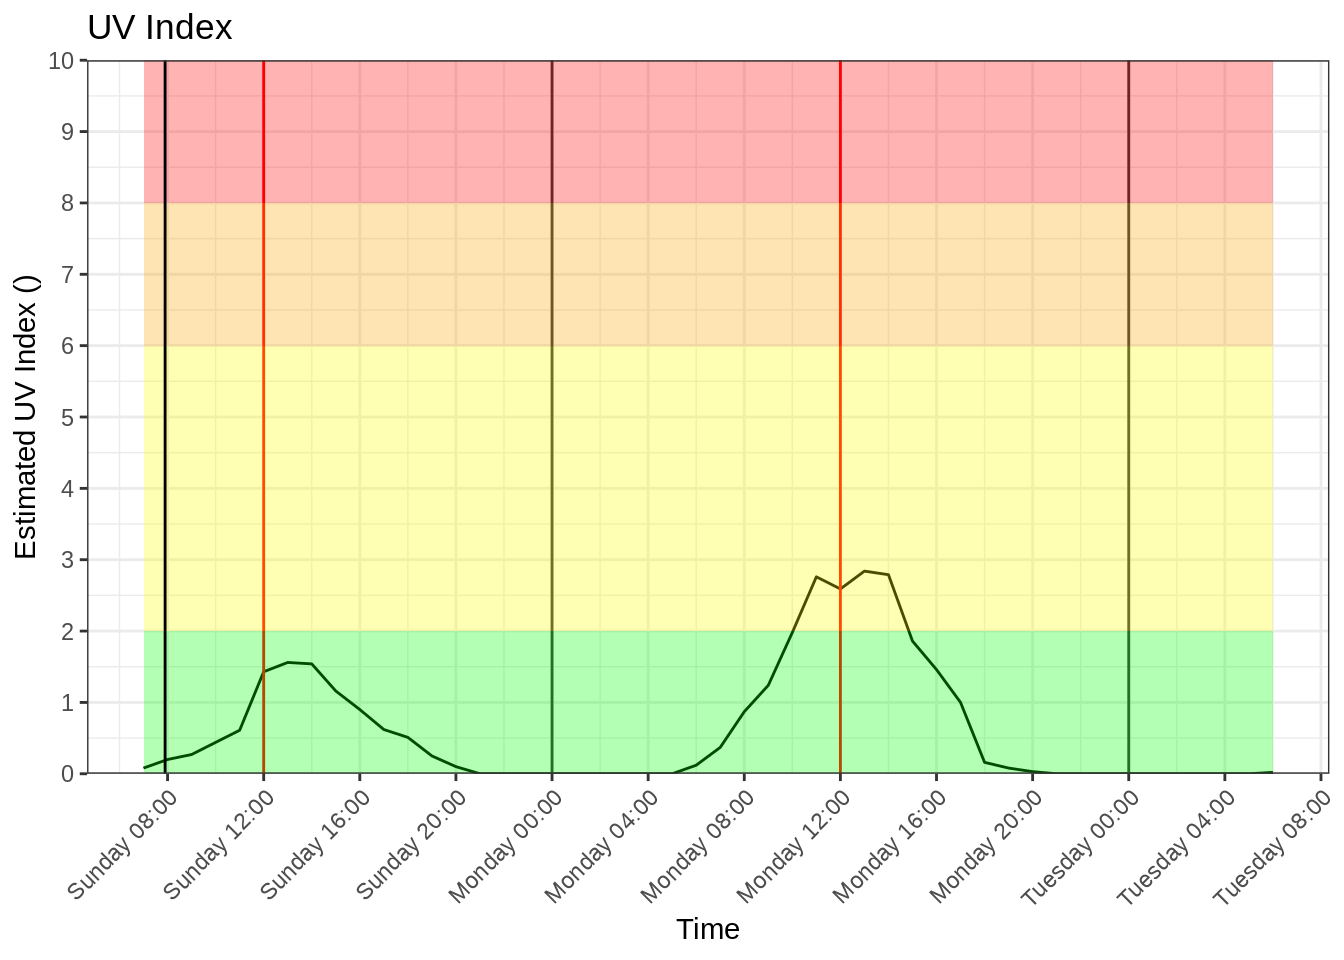 UV Index
10
9
8
7
6
5
4
3
2
1
0
Estimated UV Index ()
Sunday 08:00
Sunday 12:00
Sunday 16:00
Sunday 20:00
Monday 00:00
Monday 04:00
Monday 08:00
Monday 12:00
Monday 16:00
Monday 20:00
Tuesday 00:00
Tuesday 04:00
Tuesday 08:00
Time